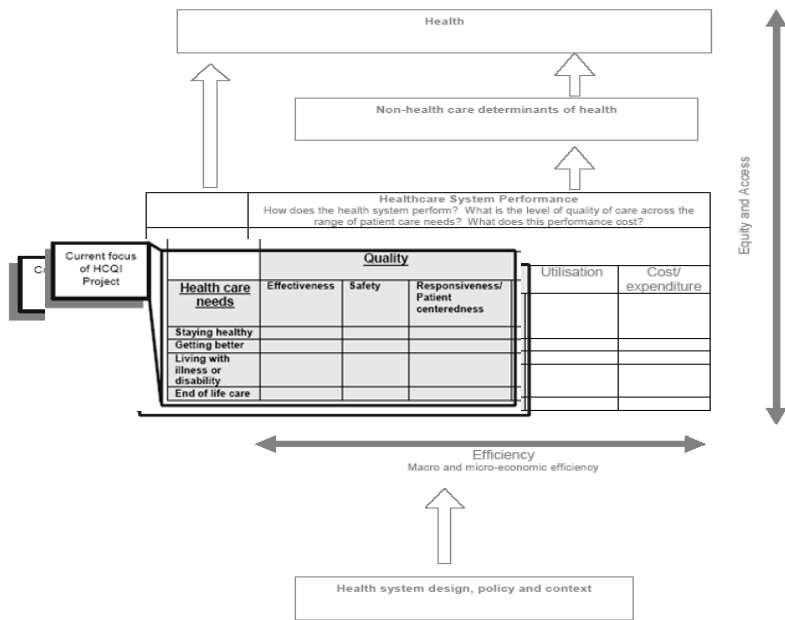 Health
Non-health care determinants of health
Healthcare System Performance
How does the health system perform? What is the level of quality of care across the
range of patient care needs? What does this performance cost?
Current focus
of HCQI
Project
Quality
Health care
needs
Effectiveness
Safety
Responsiveness/
Patient
centeredness
Utilisation
Cost/
expenditure
Staying healthy
Getting better
Living with
illness or
disability
End of life care
Efficiency
Macro and micro-economic efficiency
Health system design, policy and context
Equity and Access